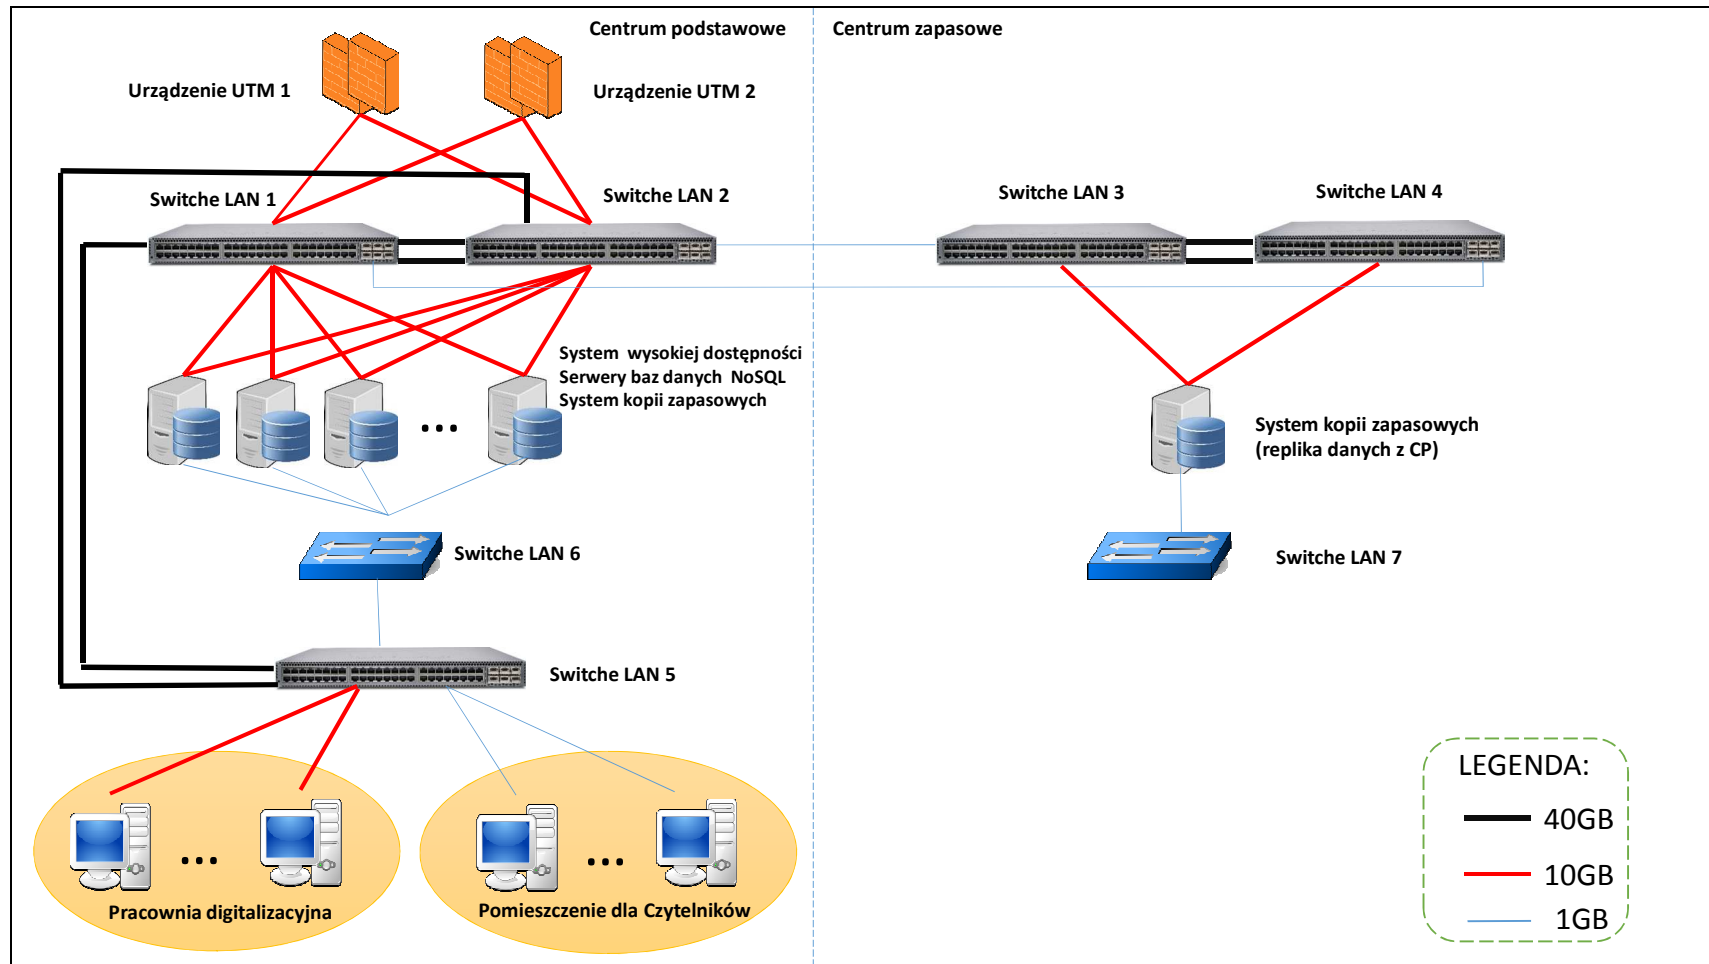 Centrum podstawowe
Centrum zapasowe
Urządzenie UTM 1
Urządzenie UTM 2
Switche LAN 1
Switche LAN 2
Switche LAN 3
Switche LAN 4
System wysokiej dostępności
Serwery baz danych NoSQL
System kopii zapasowych
...
System kopii zapasowych
(replika danych z CP)
Switche LAN 6
Switche LAN 7
Switche LAN 5
...
...
Pracownia digitalizacyjna
Pomieszczenie dla Czytelników
LEGENDA:
40GB
10GB
1GB